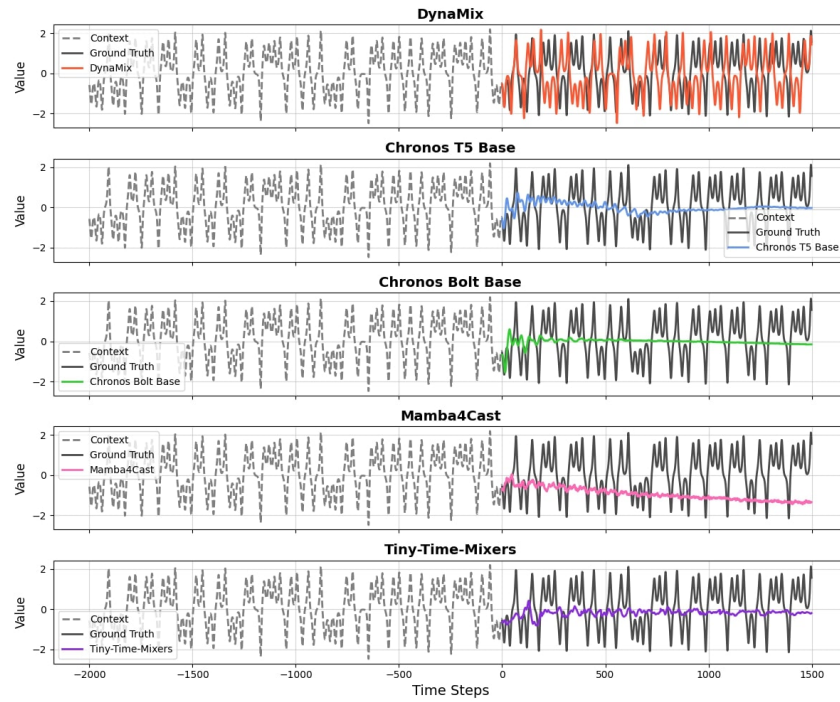 DynaMix
2
0
−2
Value
Context
Ground Truth
DynaMix
Chronos T5 Base
2
0
−2
Value
Context
Ground Truth
Chronos T5 Base
Chronos Bolt Base
2
0
−2
Value
Context
Ground Truth
Chronos Bolt Base
Mamba4Cast
2
0
−2
Value
Context
Ground Truth
Mamba4Cast
Tiny-Time-Mixers
2
0
−2
Value
Context
Ground Truth
Tiny-Time-Mixers
−2000 −1500 −1000 −500 0 500 1000 1500
Time Steps